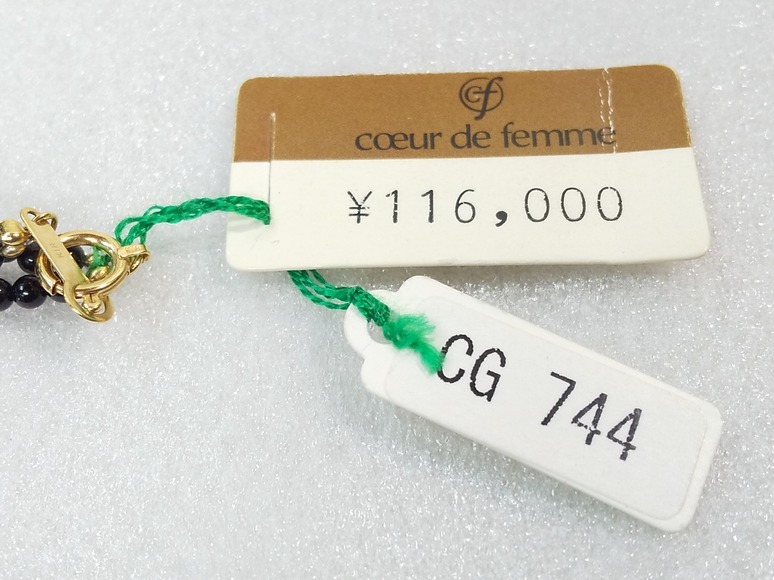 cf
cœur de femme
¥116,000
CG 744